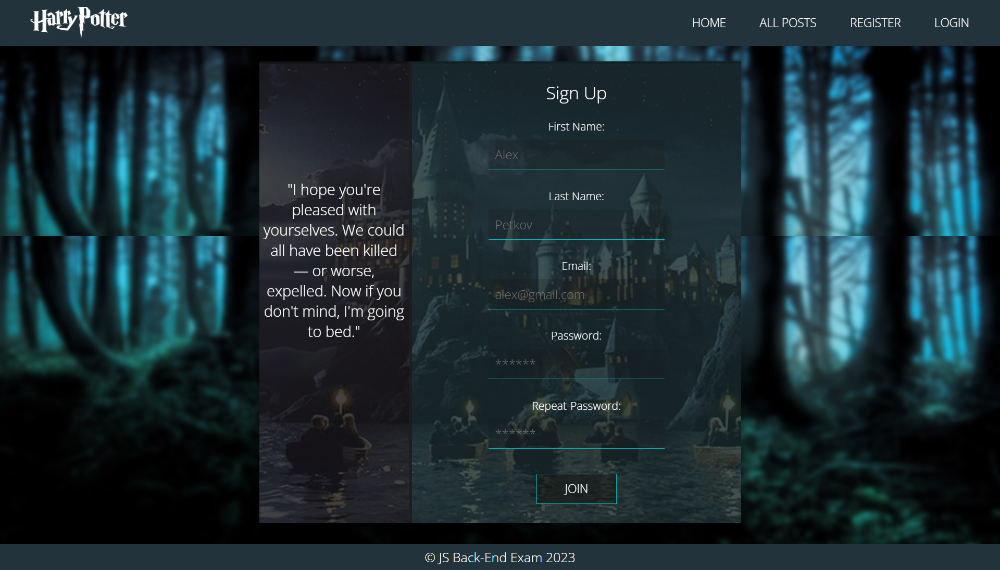 Harry Potter
HOME
ALL POSTS
REGISTER
LOGIN
"I hope you're
pleased with
yourselves. We could
all have been killed
— or worse,
expelled. Now if you
don't mind, I'm going
to bed."
Sign Up
First Name:
Alex
Last Name:
Petkov
Email:
alex@gmail.com
Password:
******
Repeat-Password:
******
JOIN
© JS Back-End Exam 2023